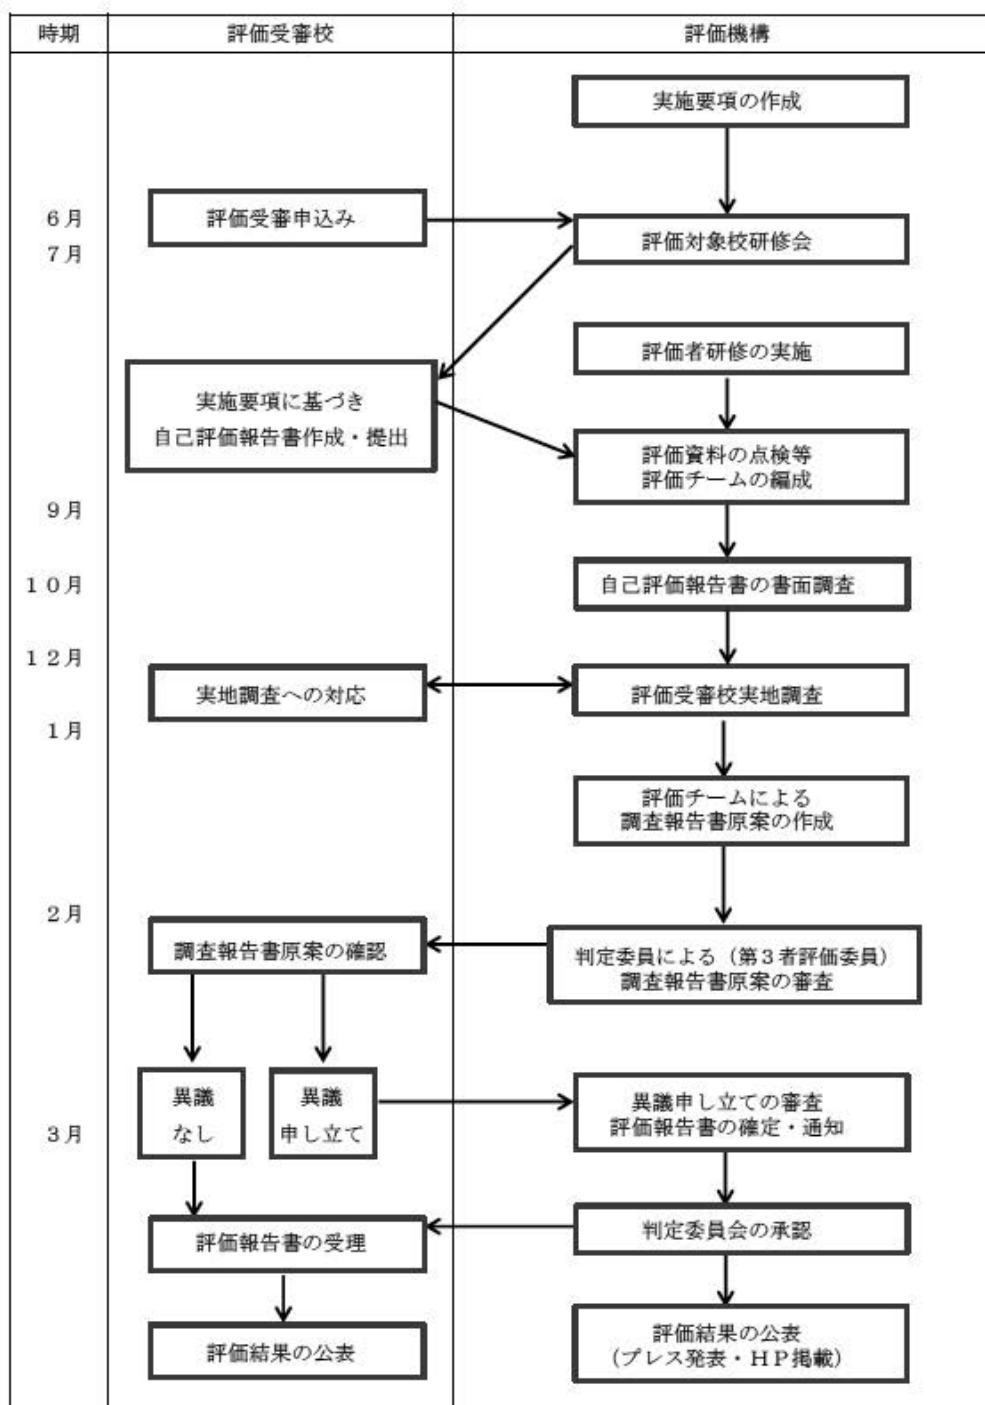 時期
評価受審校
評価機構
実施要項の作成
6月
評価受審申込み
評価対象校研修会
7月
評価者研修の実施
実施要項に基づき
自己評価報告書作成・提出
評価資料の点検等
評価チームの編成
9月
10月
自己評価報告書の書面調査
12月
実地調査への対応
評価受審校実地調査
1月
評価チームによる
調査報告書原案の作成
2月
調査報告書原案の確認
判定委員による(第3者評価委員)
調査報告書原案の審査
異議
なし
異議
申し立て
異議申し立ての審査
評価報告書の確定・通知
3月
評価報告書の受理
判定委員会の承認
評価結果の公表
評価結果の公表
(プレス発表・HP掲載)